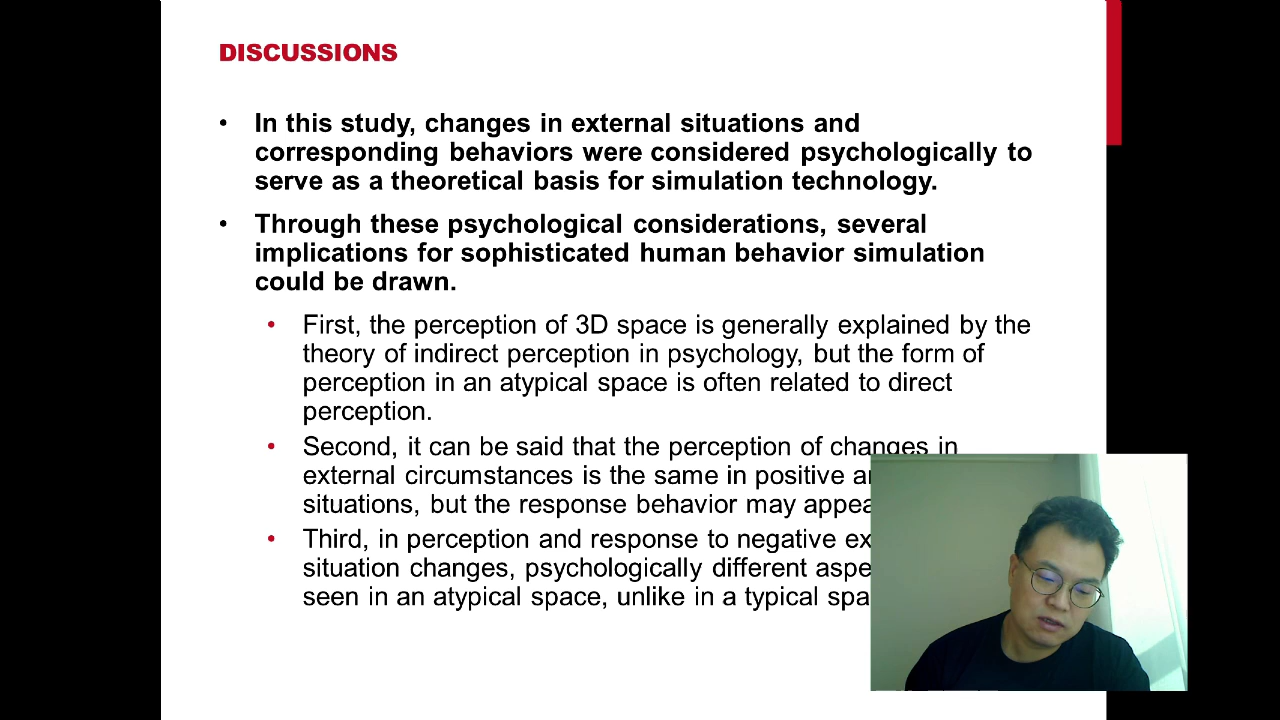 DISCUSSIONS
• In this study, changes in external situations and
corresponding behaviors were considered psychologically to
serve as a theoretical basis for simulation technology.
• Through these psychological considerations, several
implications for sophisticated human behavior simulation
could be drawn.
• First, the perception of 3D space is generally explained by the
theory of indirect perception in psychology, but the form of
perception in an atypical space is often related to direct
perception.
• Second, it can be said that the perception of changes in
external circumstances is the same in positive
situations, but the response behavior may
• Third, in perception and response to negative
situation changes, psychologically different
seen in an atypical space, unlike in a typical